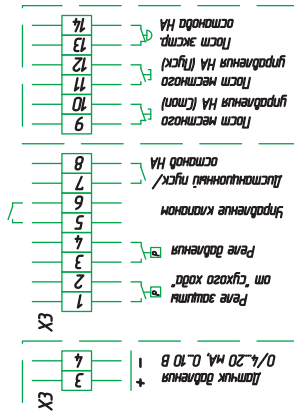 EX
Датчик давления + 3
0/4...20 мА, 0...10 В - 4
EX
Реле защиты P 1
от "сухого хода" 2
Реле давления P 3
4
Управление клапаном 5
6
Дистанционный пуск/ 7
останов НА 8
Пост местного 9
управления НА (Стоп) 10
Пост местного 11
управления НА (Пуск) 12
Пост экстр. 13
останова НА 14